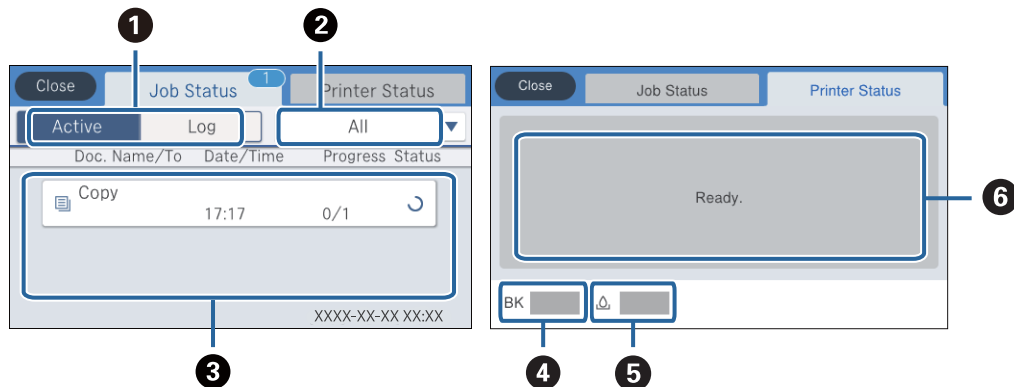 1 2
Close Job Status 1 Printer Status
Active Log All
Doc. Name/To Date/Time Progress Status
Copy
17:17 0/1
XXXX-XX-XX XX:XX
3
Close Job Status Printer Status
Ready.
6
BK
4 5